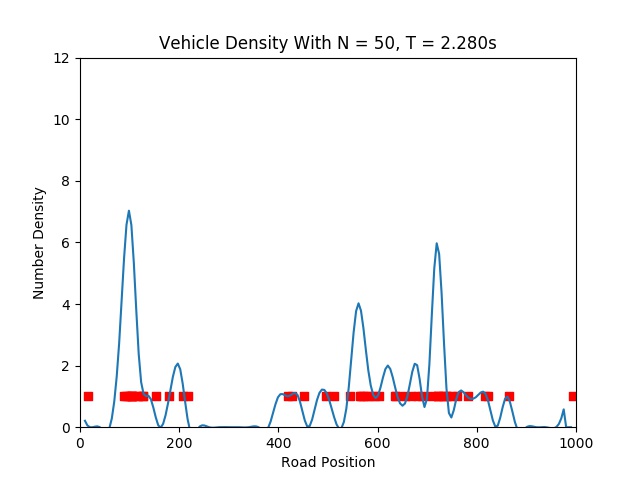 Vehicle Density With N = 50, T = 2.280s
12
10
8
6
4
2
0
Number Density
0 200 400 600 800 1000
Road Position